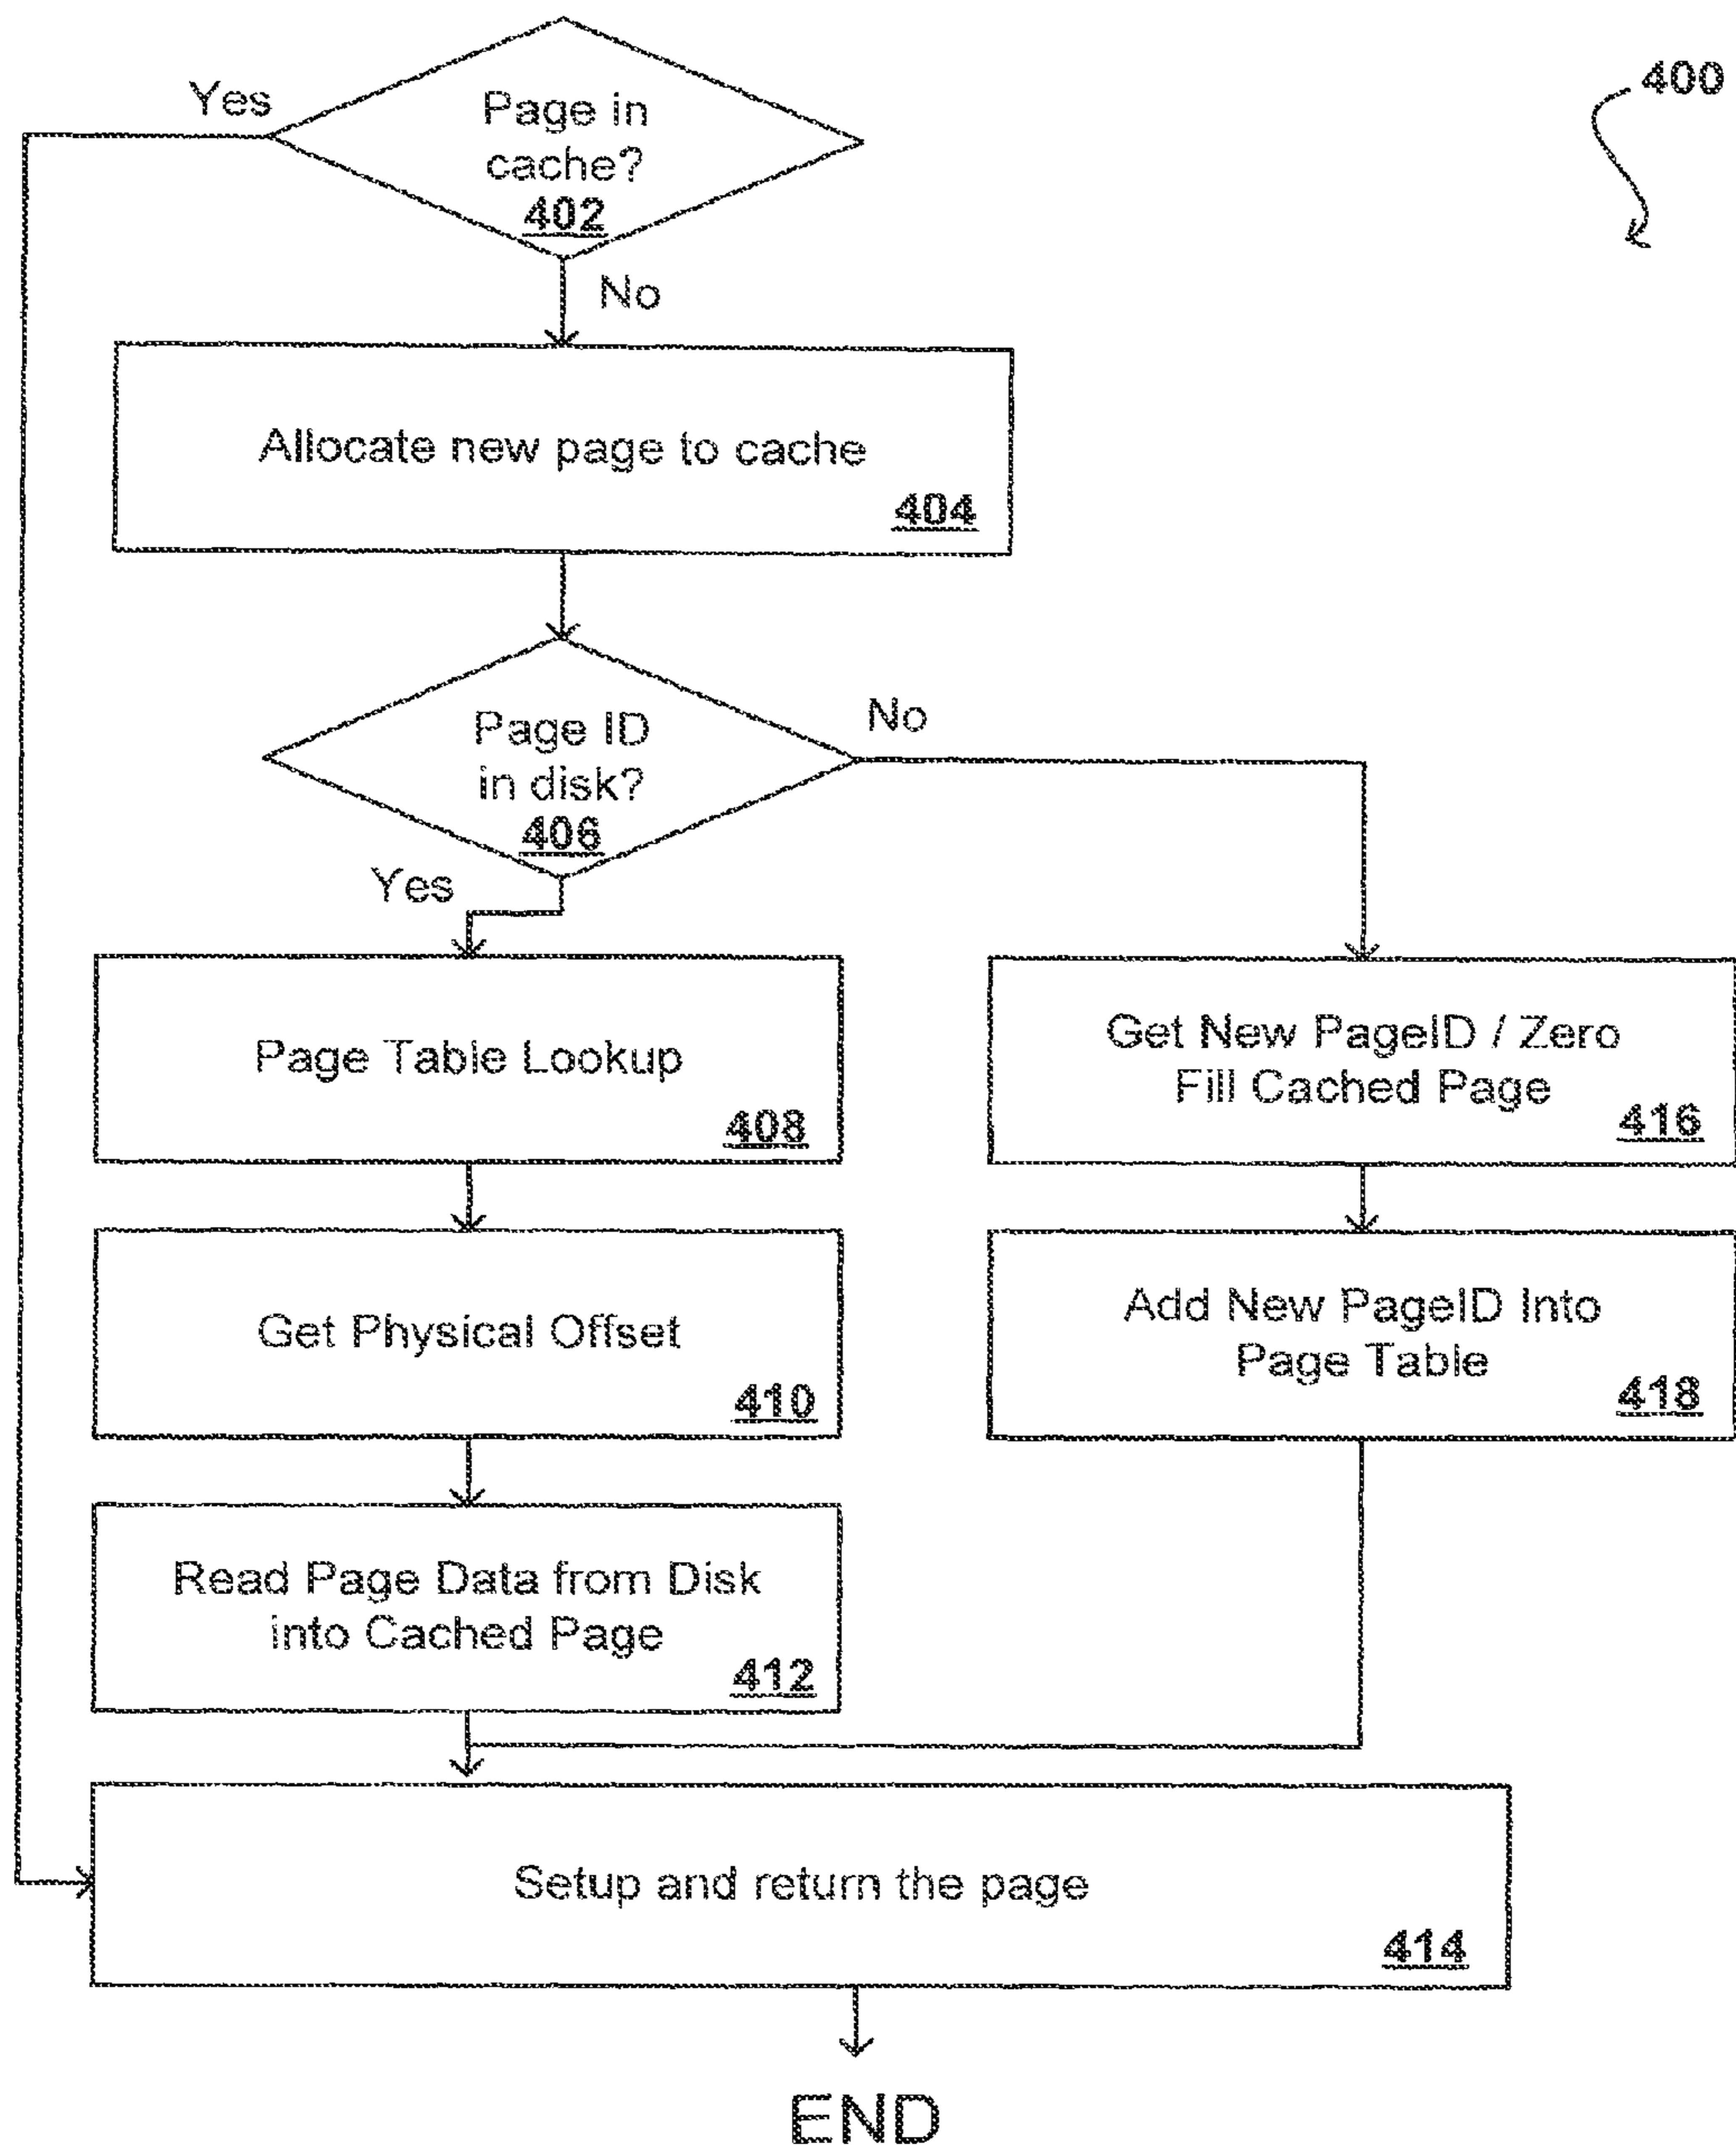 400
Yes
Page in
cache?
402
No
Allocate new page to cache
404
Page ID
in disk?
406
No
Yes
Page Table Lookup
408
Get New PageID / Zero
Fill Cached Page
416
Get Physical Offset
410
Add New PageID Into
Page Table
418
Read Page Data from Disk
into Cached Page
412
Setup and return the page
414
END